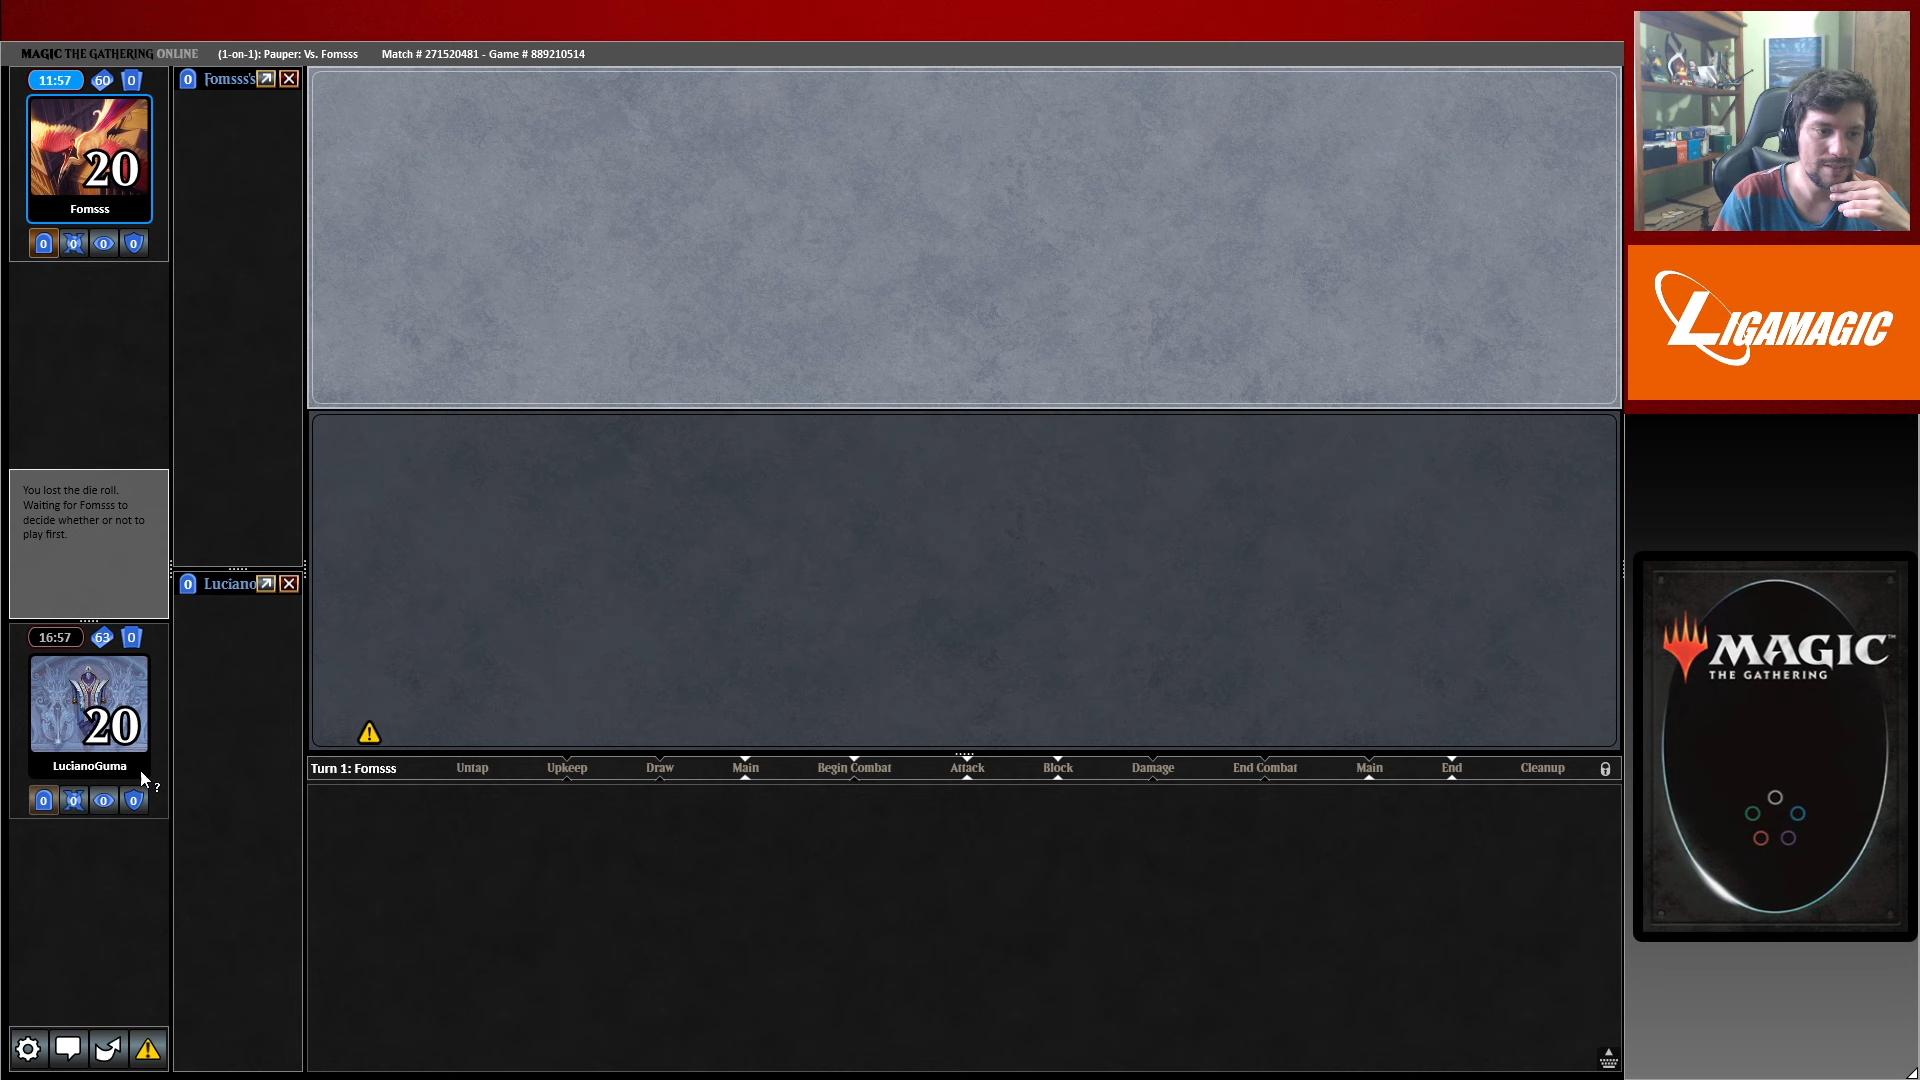 MAGIC THE GATHERING ONLINE (1-on-1): Pauper: Vs. Fomsss Match # 271520481 - Game # 889210514
11:57 60 0
20
Fomsss
0 0 0 0
0 Fomsss's
You lost the die roll.
Waiting for Fomsss to
decide whether or not to
play first.
16:57 63 0
20
LucianoGuma
?
0 0 0 0
0 Luciano
Turn 1: Fomsss Untap Upkeep Draw Main Begin Combat Attack Block Damage End Combat Main End Cleanup
LIGAMAGIC
MAGIC
THE GATHERING